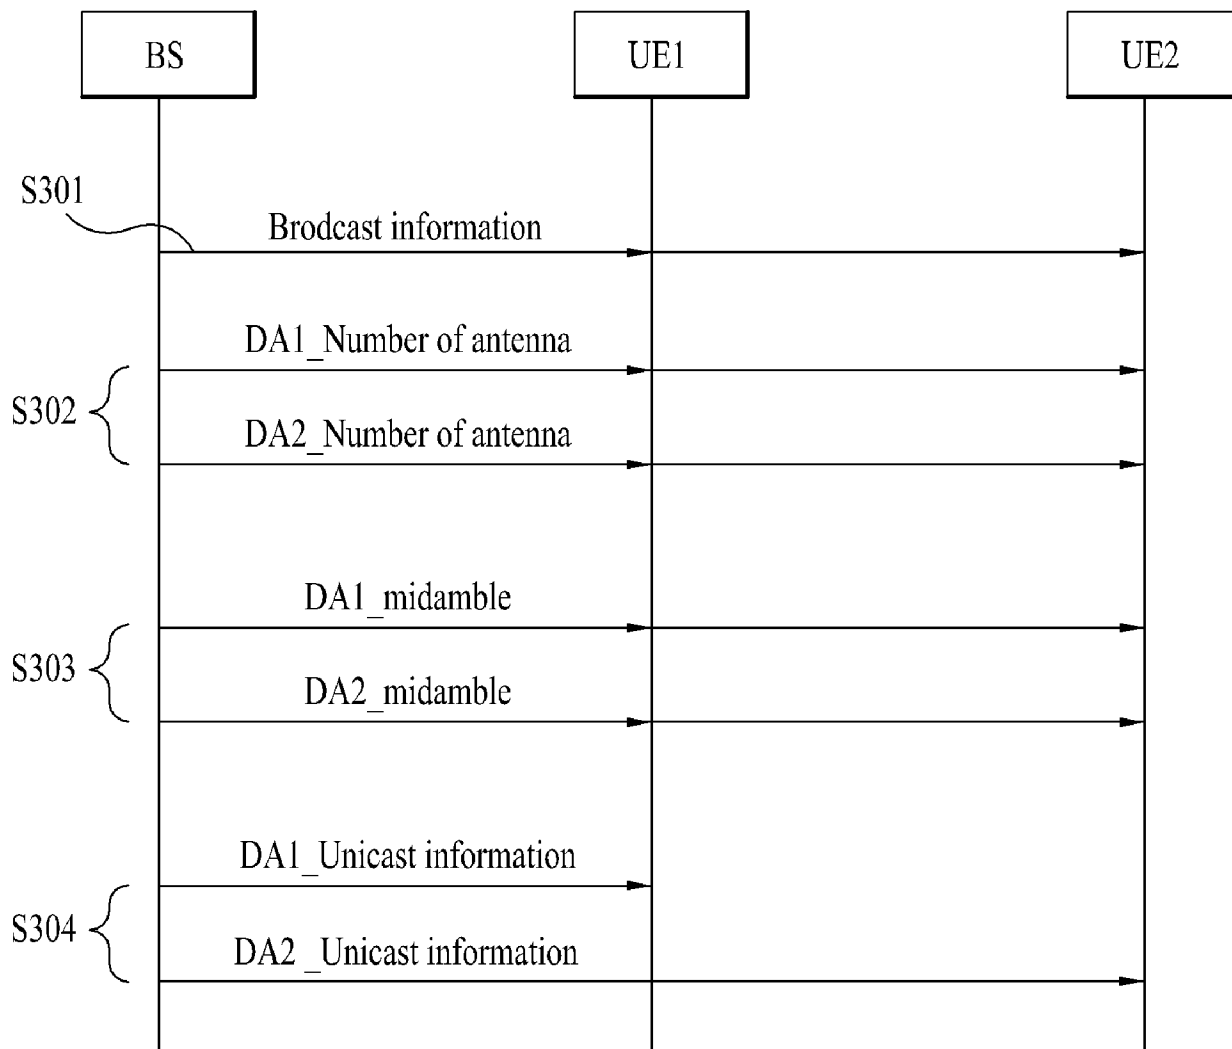 BS
UE1
UE2
S301
Brodcast information
DA1_Number of antenna
S302
DA2_Number of antenna
DA1_midamble
S303
DA2_midamble
DA1_Unicast information
S304
DA2 _Unicast information